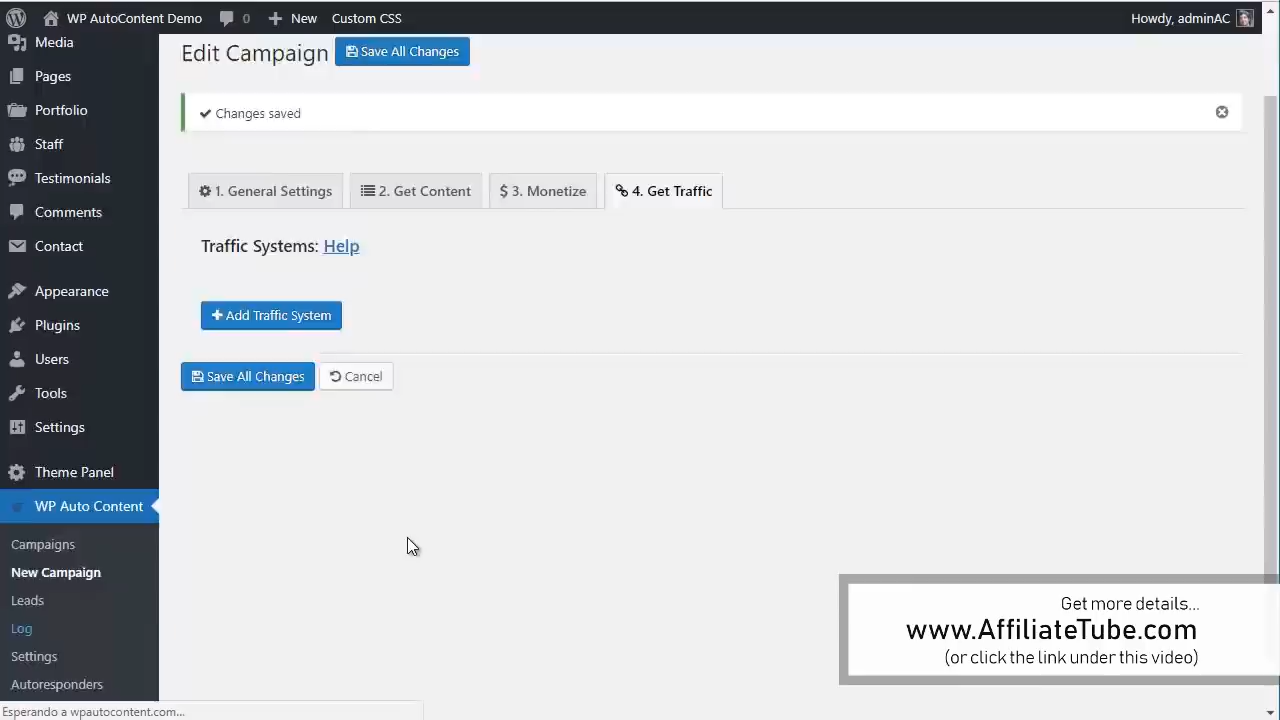 WP AutoContent Demo 0 New Custom CSS Howdy, adminAC
Media
Pages
Portfolio
Staff
Testimonials
Comments
Contact
Appearance
Plugins
Users
Tools
Settings
Theme Panel
WP Auto Content
Campaigns
New Campaign
Leads
Log
Settings
Autoresponders
Esperando a wpautocontent.com...
Edit Campaign Save All Changes
Changes saved
1. General Settings 2. Get Content $ 3. Monetize 4. Get Traffic
Traffic Systems: Help
+ Add Traffic System
Save All Changes Cancel
Get more details...
www.AffiliateTube.com
(or click the link under this video)